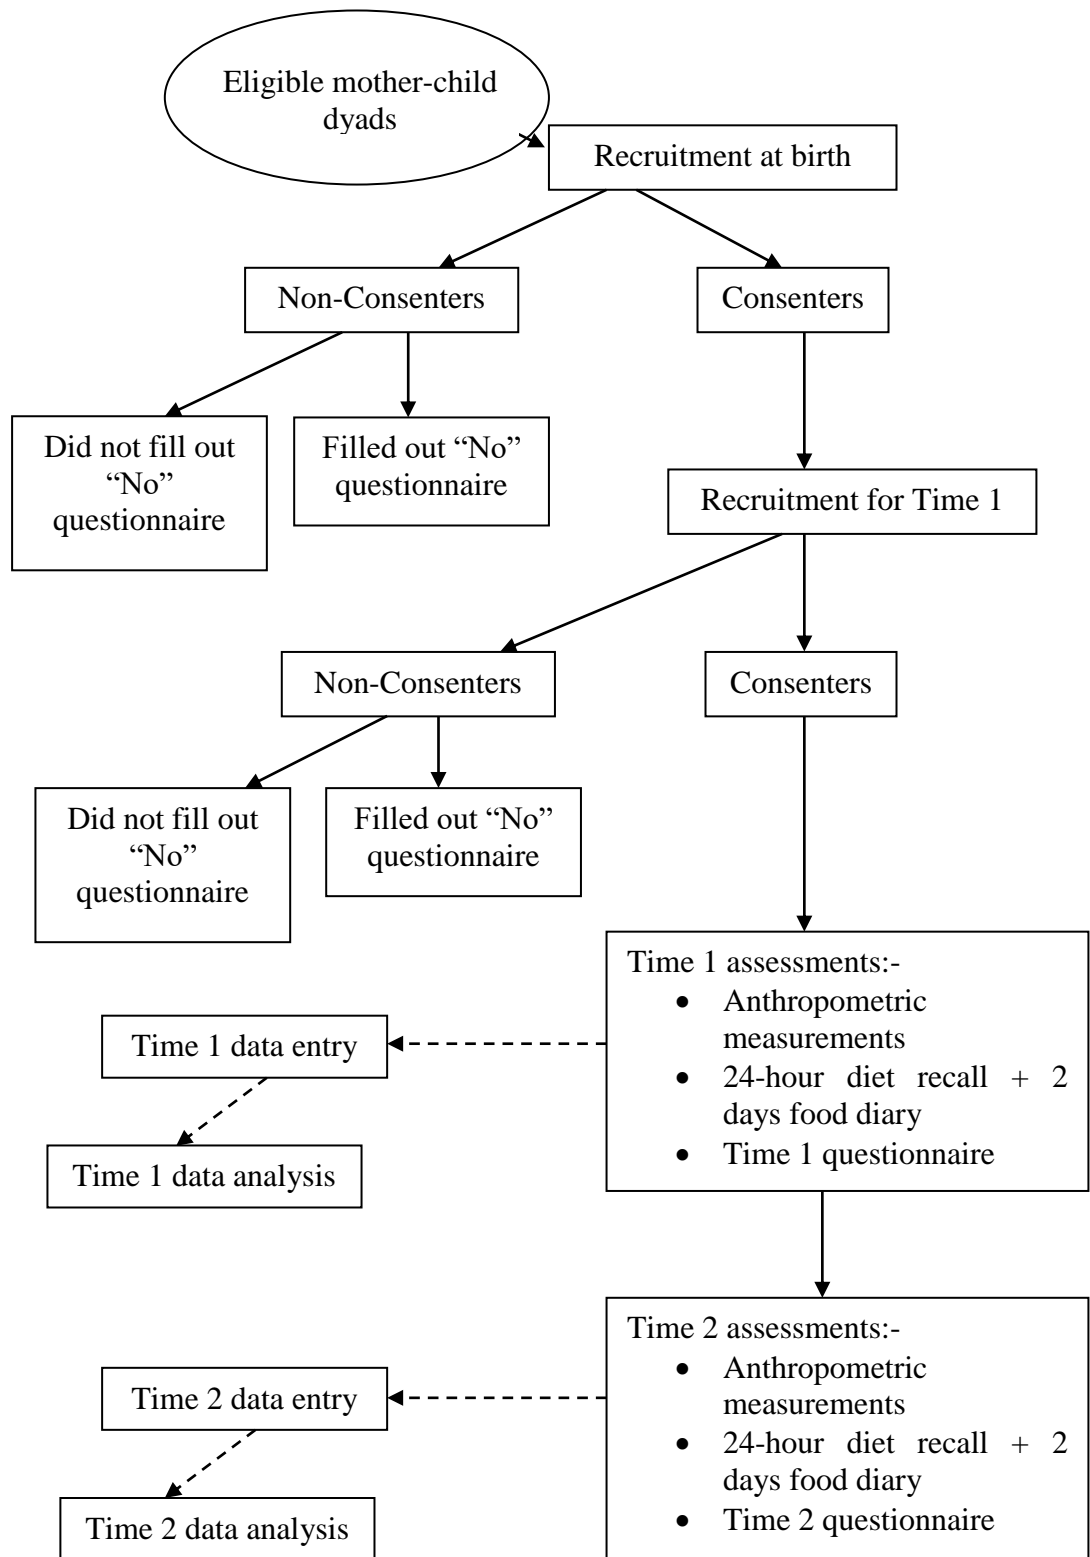 Eligible mother-child
dyads
Recruitment at birth
Non-Consenters
Consenters
Did not fill out
“No”
questionnaire
Filled out “No”
questionnaire
Recruitment for Time 1
Non-Consenters
Consenters
Did not fill out
“No”
questionnaire
Filled out “No”
questionnaire
Time 1 assessments:-
• Anthropometric
measurements
• 24-hour diet recall + 2
days food diary
• Time 1 questionnaire
Time 1 data entry
Time 1 data analysis
Time 2 assessments:-
• Anthropometric
measurements
• 24-hour diet recall + 2
days food diary
• Time 2 questionnaire
Time 2 data entry
Time 2 data analysis